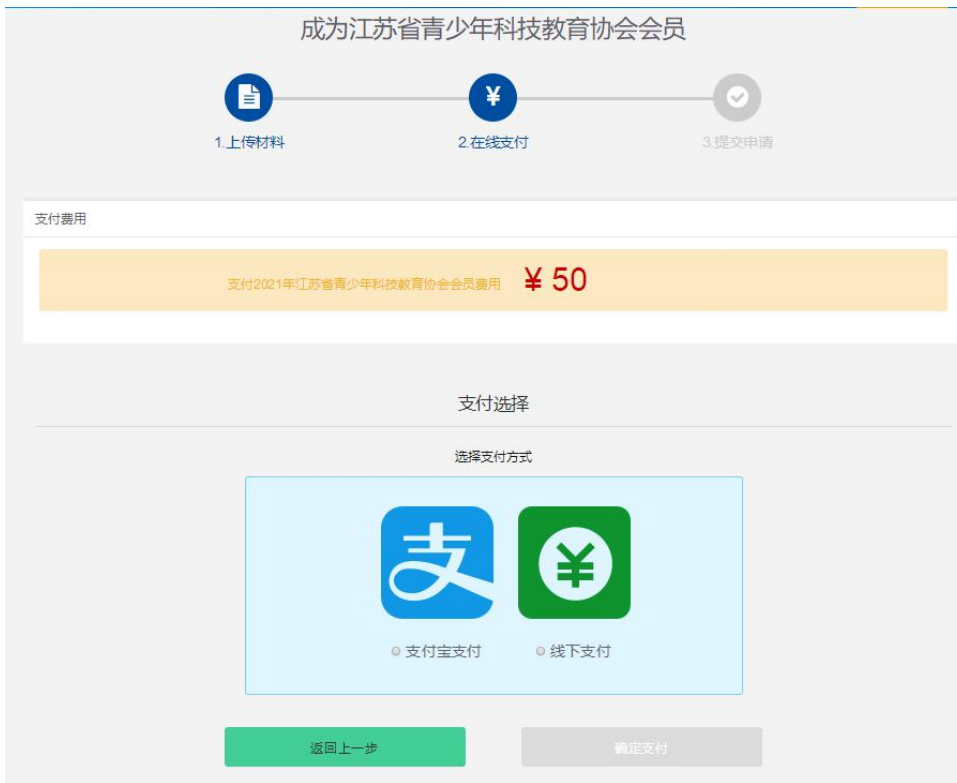 成为江苏省青少年科技教育协会会员
¥
1.上传材料
2.在线支付
3.提交申请
支付费用
支付2021年江苏省青少年科技教育协会会员费用 ¥ 50
支付选择
选择支付方式
支 ¥
支付宝支付 线下支付
返回上一步 确定支付